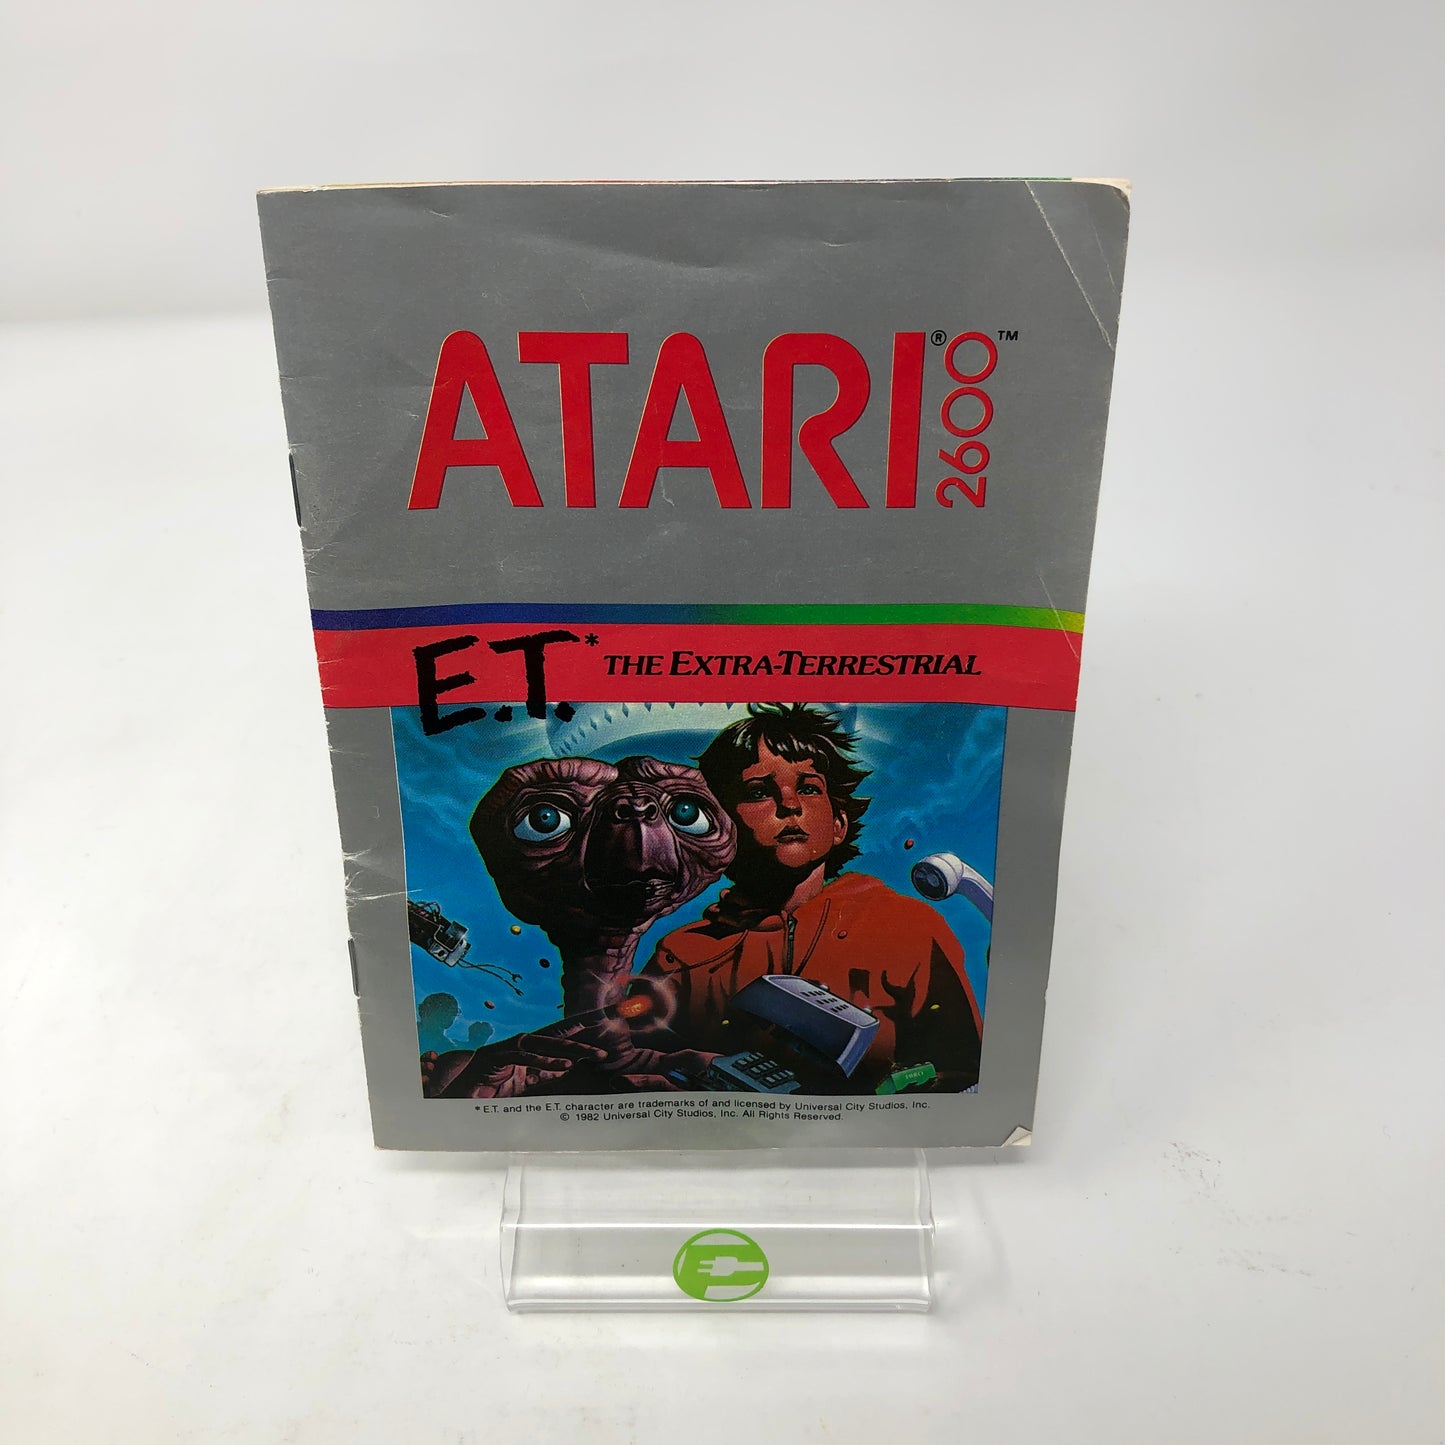 ATARI® 2600™
E.T.* THE EXTRA-TERRESTRIAL
*E.T. and the E.T. character are trademarks of and licensed by Universal City Studios, Inc.
© 1982 Universal City Studios, Inc. All Rights Reserved.